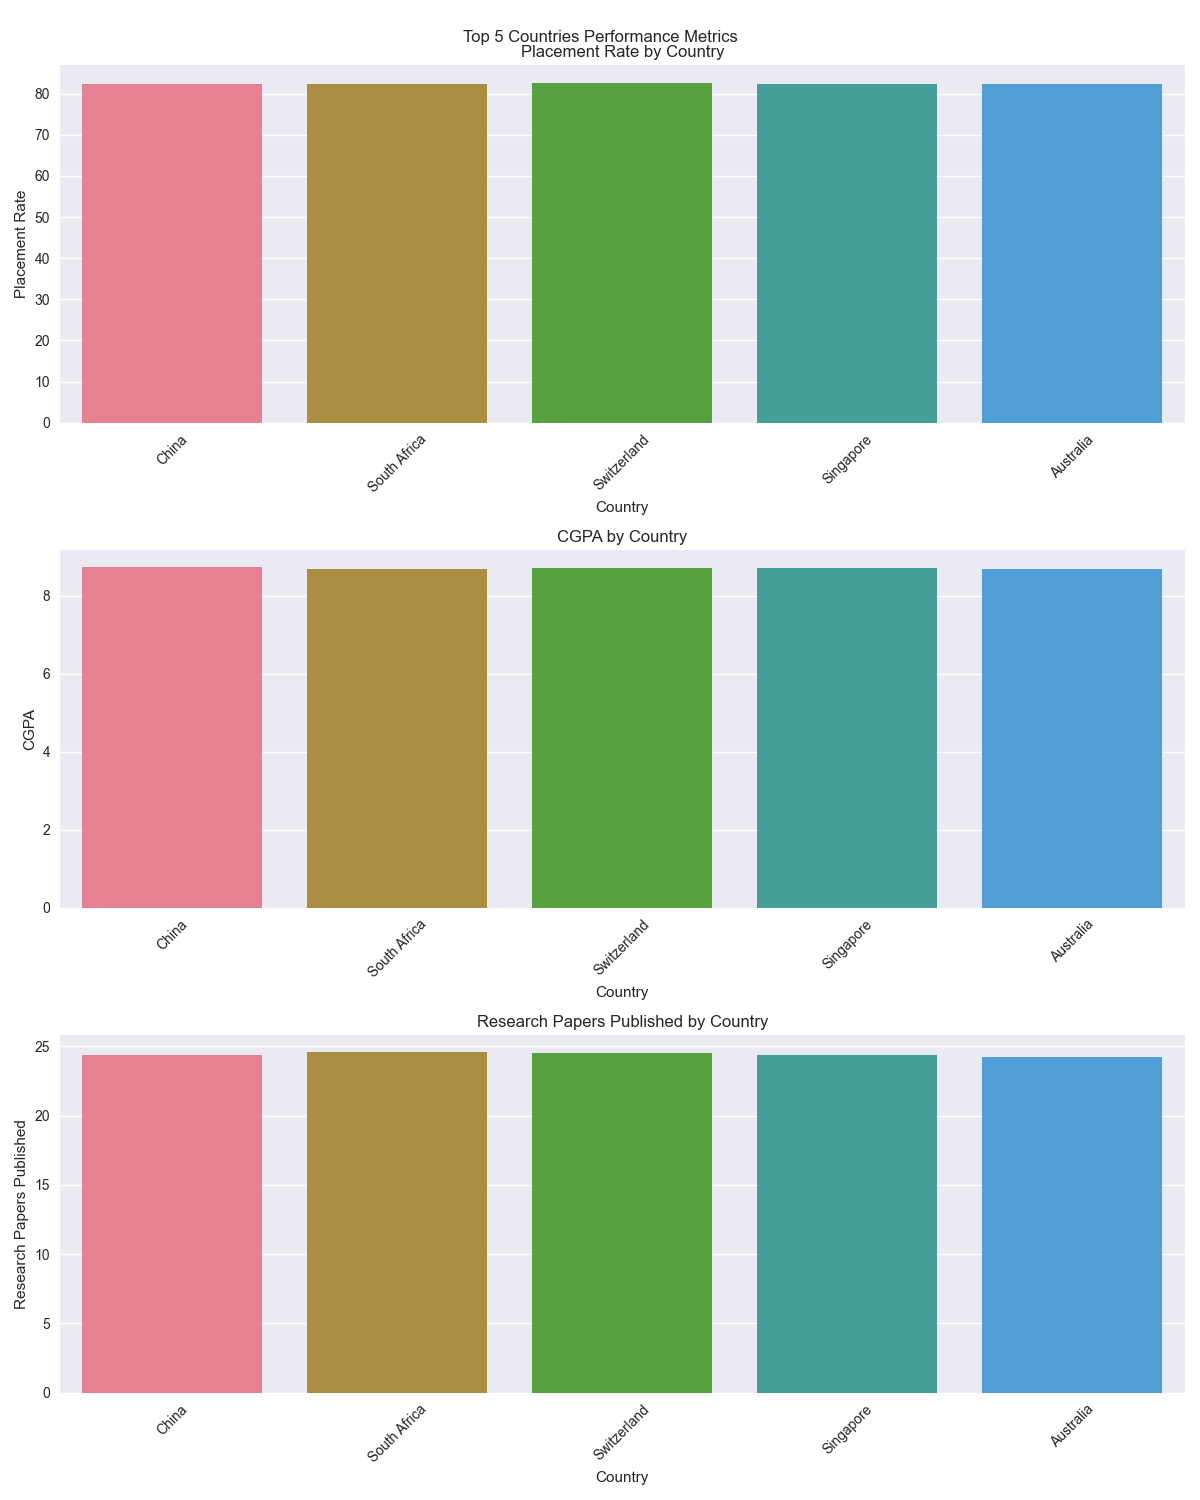 Top 5 Countries Performance Metrics
Placement Rate by Country
80
70
60
50
40
30
20
10
0
Placement Rate
China
South Africa
Switzerland
Singapore
Australia
Country
CGPA by Country
8
6
4
2
0
CGPA
China
South Africa
Switzerland
Singapore
Australia
Country
Research Papers Published by Country
25
20
15
10
5
0
Research Papers Published
China
South Africa
Switzerland
Singapore
Australia
Country